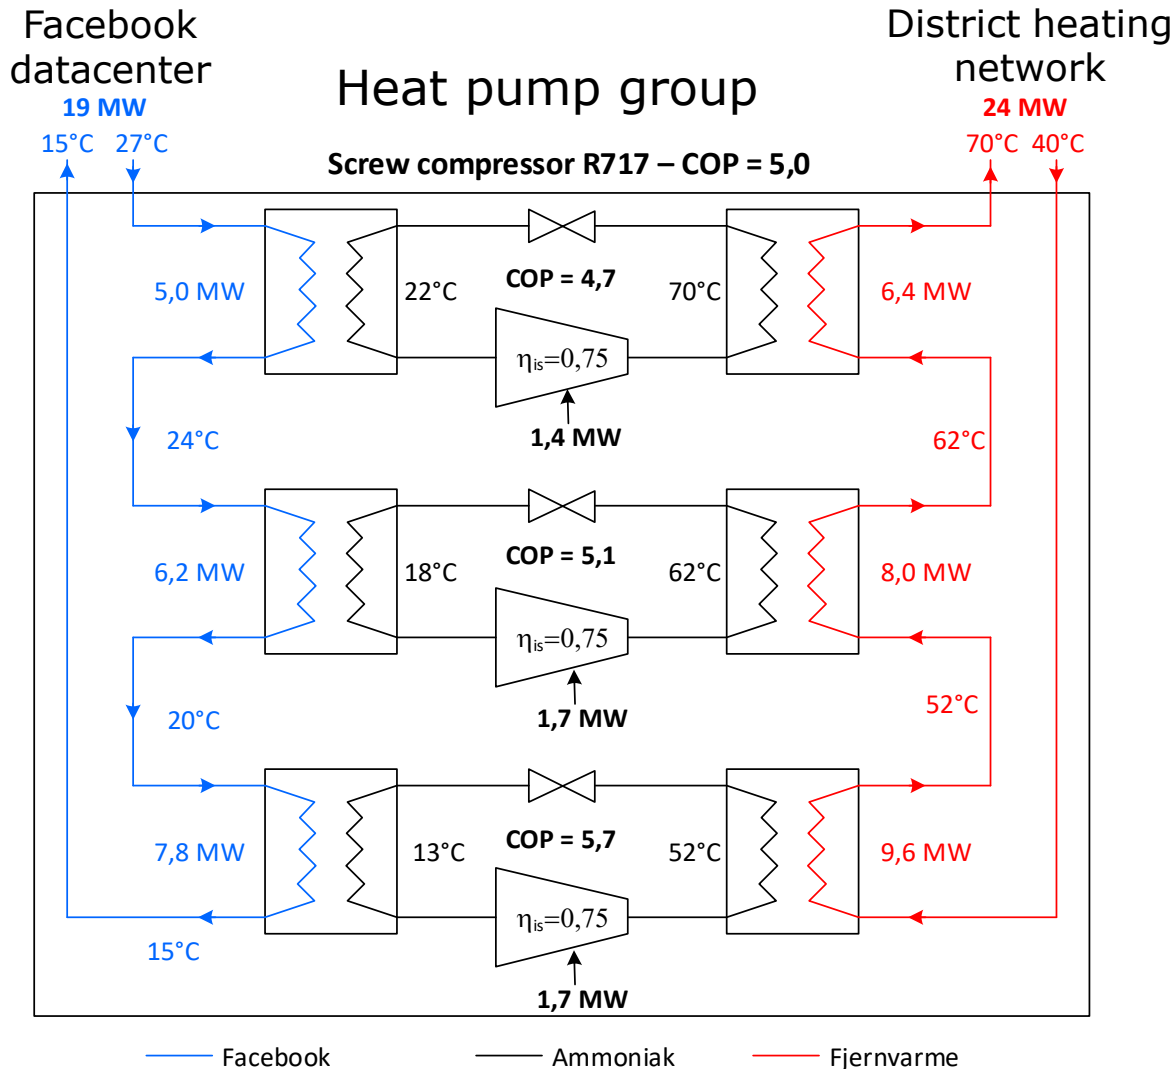 Facebook
datacenter
19 MW
15°C 27°C
Heat pump group
Screw compressor R717 – COP = 5,0
District heating
network
24 MW
70°C 40°C
5,0 MW
22°C
COP = 4,7
70°C
6,4 MW
ηis=0,75
1,4 MW
24°C
62°C
6,2 MW
18°C
COP = 5,1
62°C
8,0 MW
ηis=0,75
1,7 MW
20°C
52°C
7,8 MW
13°C
COP = 5,7
52°C
9,6 MW
ηis=0,75
1,7 MW
15°C
Facebook
Ammoniak
Fjernvarme